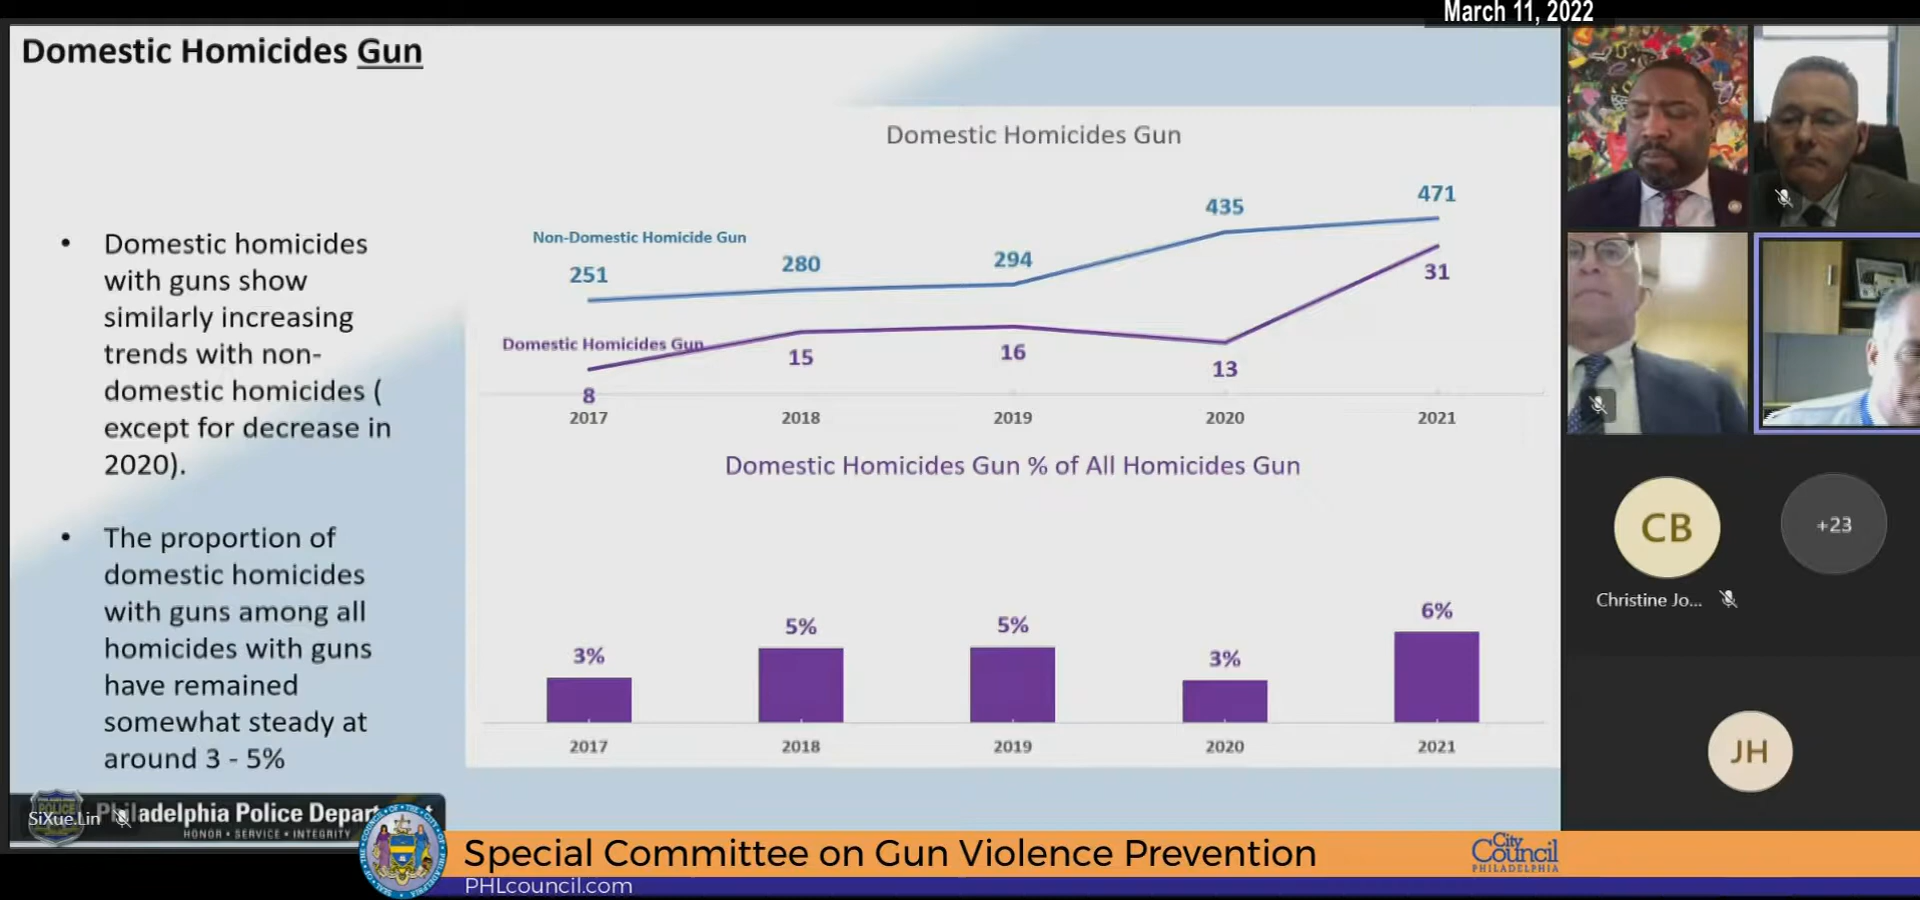 March 11, 2022
Domestic Homicides Gun
• Domestic homicides
with guns show
similarly increasing
trends with non-
domestic homicides (
except for decrease in
2020).
• The proportion of
domestic homicides
with guns among all
homicides with guns
have remained
somewhat steady at
around 3 - 5%
Domestic Homicides Gun
Non-Domestic Homicide Gun
251 280 294 435 471
Domestic Homicides Gun
8 15 16 13 31
2017 2018 2019 2020 2021
Domestic Homicides Gun % of All Homicides Gun
3% 5% 5% 3% 6%
2017 2018 2019 2020 2021
CB
+23
Christine Jo...
JH
SiXue.Lin
Philadelphia Police Depar
HONOR • SERVICE • INTEGRITY
Special Committee on Gun Violence Prevention
City
Council
PHILADELPHIA
PHLcouncil.com